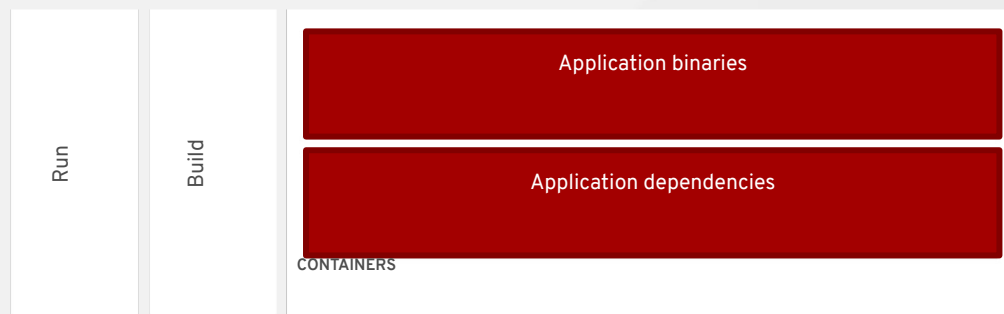 Run
Build
Application binaries
Application dependencies
CONTAINERS